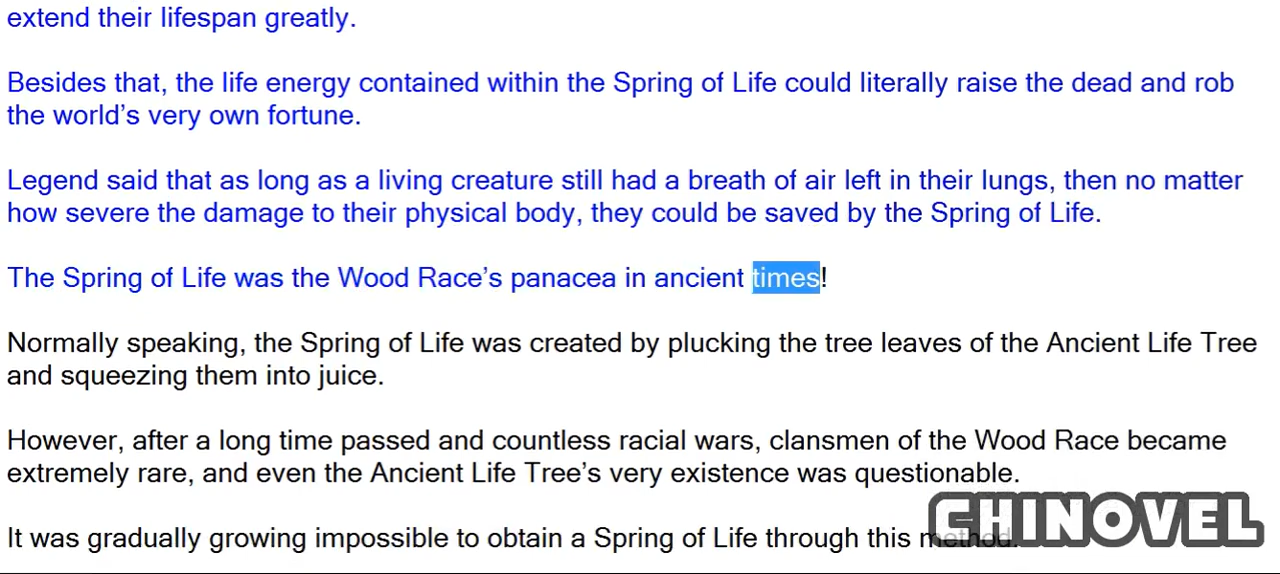 extend their lifespan greatly.
Besides that, the life energy contained within the Spring of Life could literally raise the dead and rob
the world’s very own fortune.
Legend said that as long as a living creature still had a breath of air left in their lungs, then no matter
how severe the damage to their physical body, they could be saved by the Spring of Life.
The Spring of Life was the Wood Race’s panacea in ancient times!
Normally speaking, the Spring of Life was created by plucking the tree leaves of the Ancient Life Tree
and squeezing them into juice.
However, after a long time passed and countless racial wars, clansmen of the Wood Race became
extremely rare, and even the Ancient Life Tree’s very existence was questionable.
It was gradually growing impossible to obtain a Spring of Life through this method.
CHINOVEL